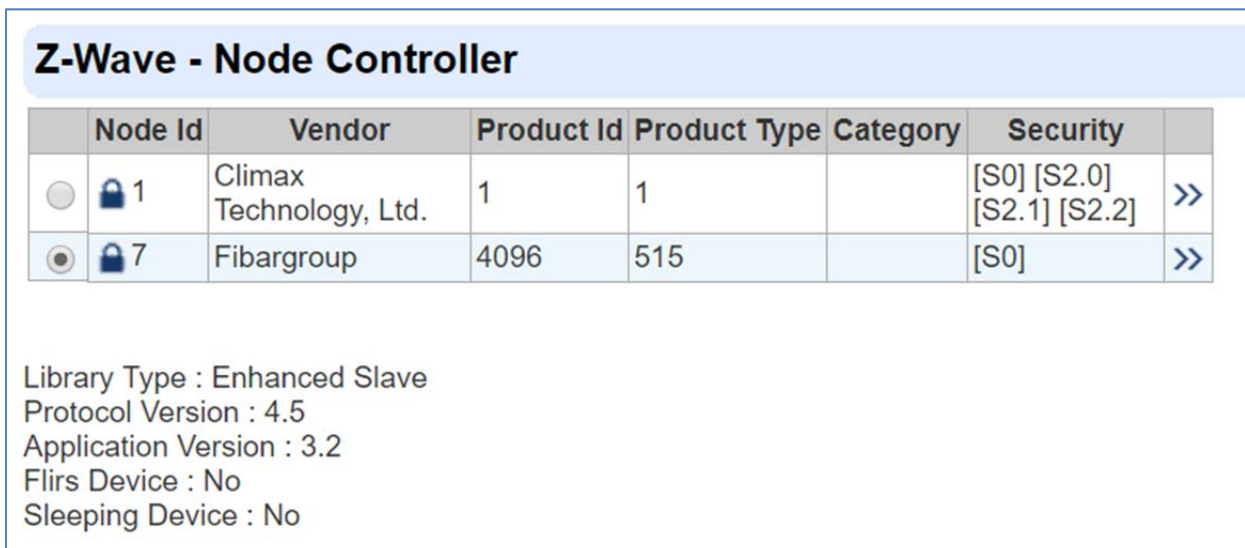 Z-Wave - Node Controller
Node Id Vendor Product Id Product Type Category Security
1 Climax Technology, Ltd. 1 1 [S0] [S2.0] [S2.1] [S2.2] >>
7 Fibargroup 4096 515 [S0] >>
Library Type : Enhanced Slave
Protocol Version : 4.5
Application Version : 3.2
Flirs Device : No
Sleeping Device : No